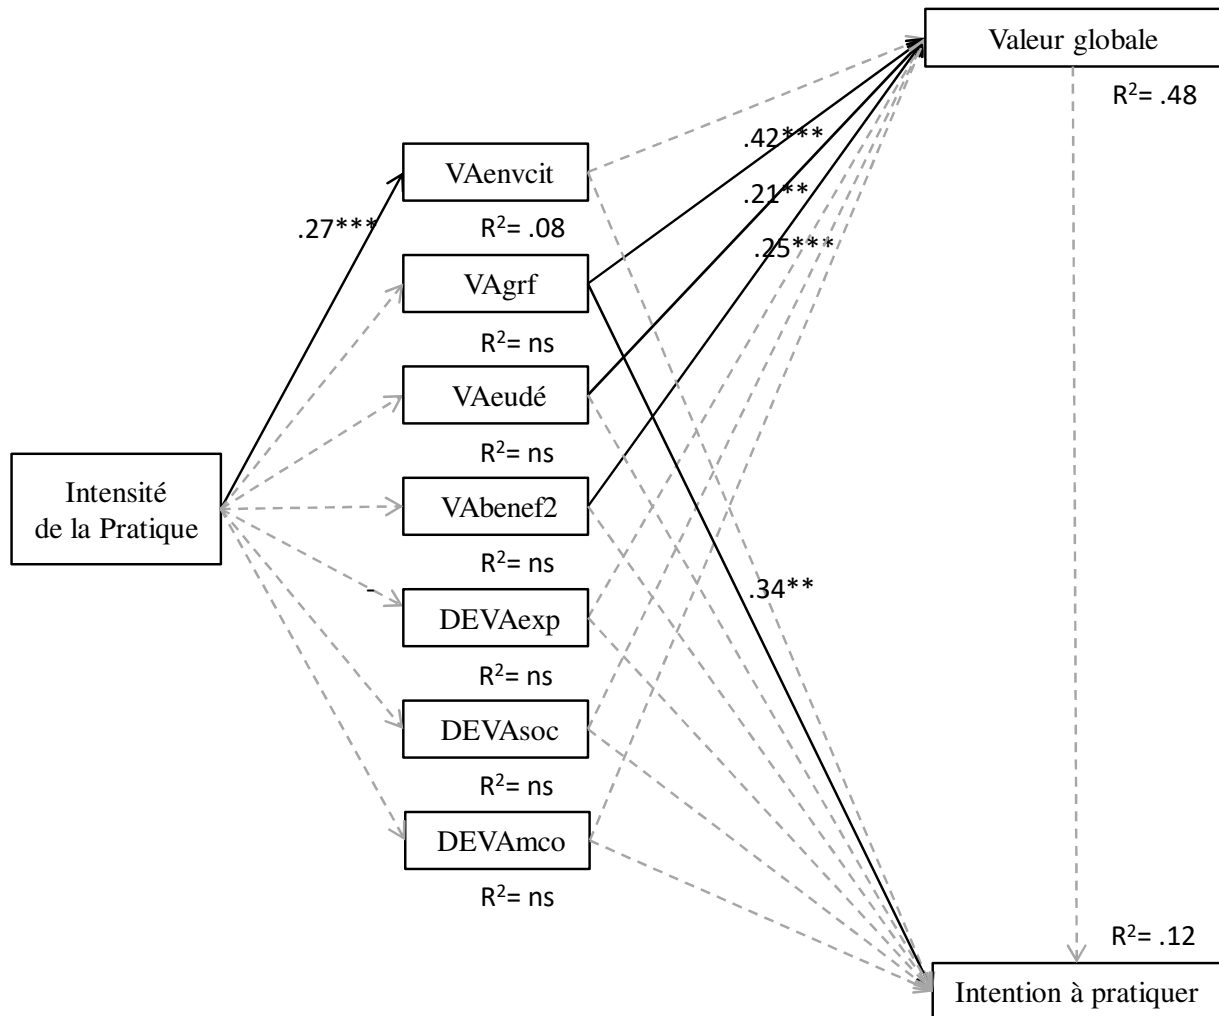 Valeur globale
R²= .48
.42***
VAenvcit
.21**
.27***
R²= .08
.25***
VAgrf
R²= ns
VAeudé
R²= ns
Intensité
de la Pratique
VAbenef2
R²= ns
-
.34**
DEVAexp
R²= ns
DEVAsoc
R²= ns
DEVAmco
R²= ns
R²= .12
Intention à pratiquer